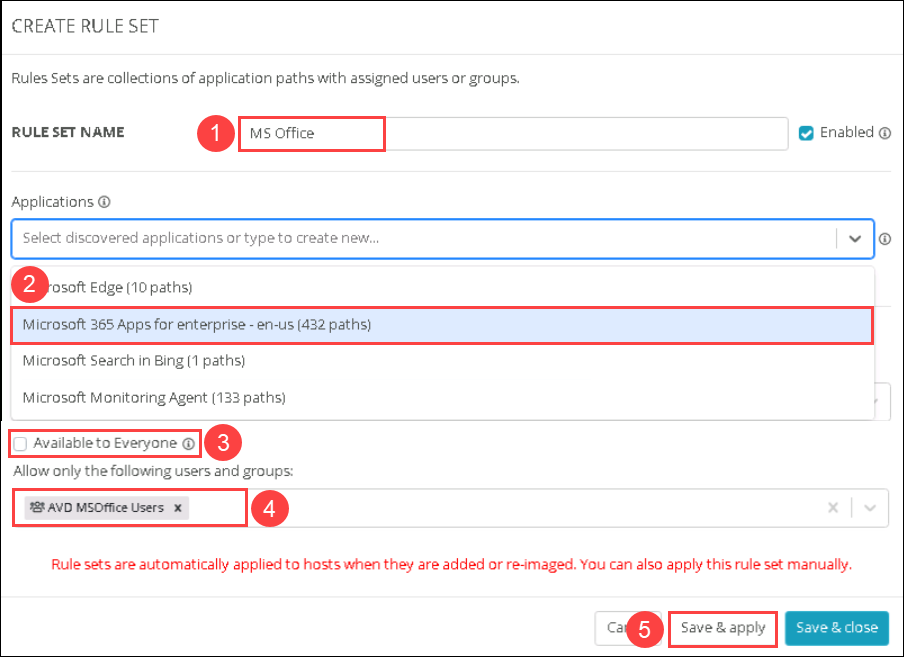 CREATE RULE SET
Rules Sets are collections of application paths with assigned users or groups.
RULE SET NAME 1 MS Office Enabled
Applications
Select discovered applications or type to create new...
2 rosoft Edge (10 paths)
Microsoft 365 Apps for enterprise - en-us (432 paths)
Microsoft Search in Bing (1 paths)
Microsoft Monitoring Agent (133 paths)
Available to Everyone 3
Allow only the following users and groups:
AVD MSOffice Users x 4
Rule sets are automatically applied to hosts when they are added or re-imaged. You can also apply this rule set manually.
Ca 5 Save & apply Save & close